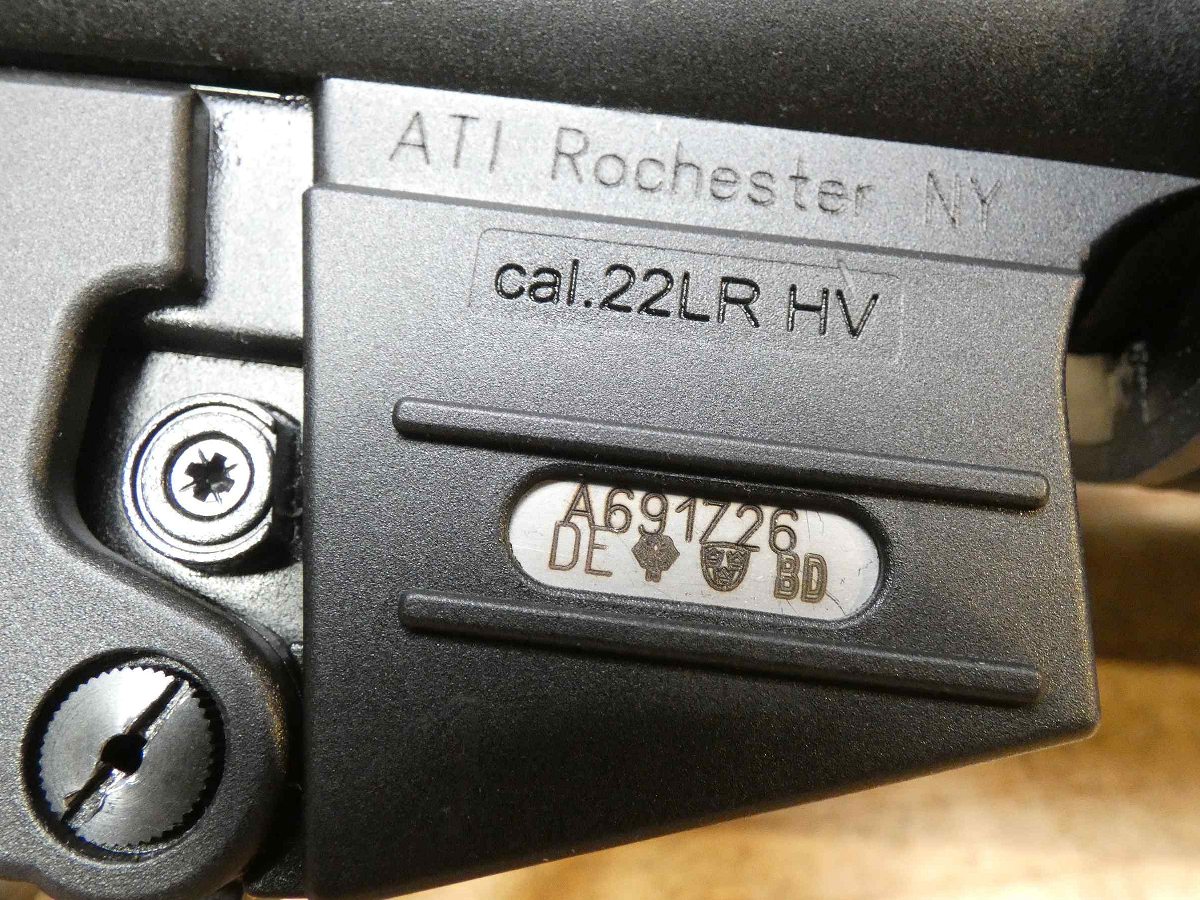 ATI Rochester NY
cal.22LR HV
A691726
DE BD